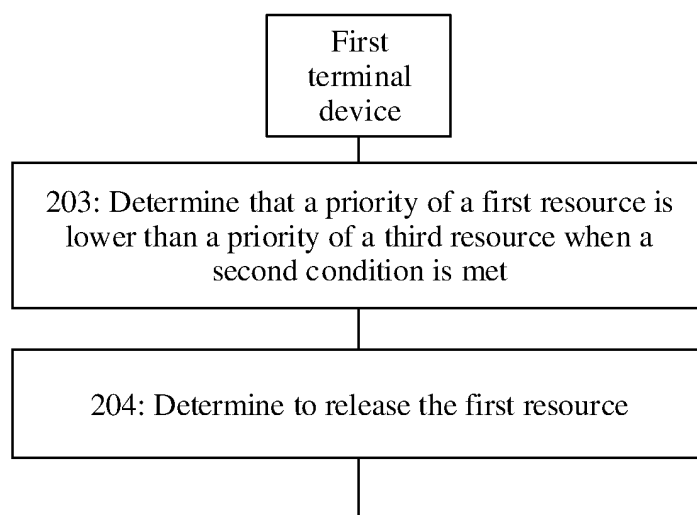 First
terminal
device
203: Determine that a priority of a first resource is
lower than a priority of a third resource when a
second condition is met
204: Determine to release the first resource